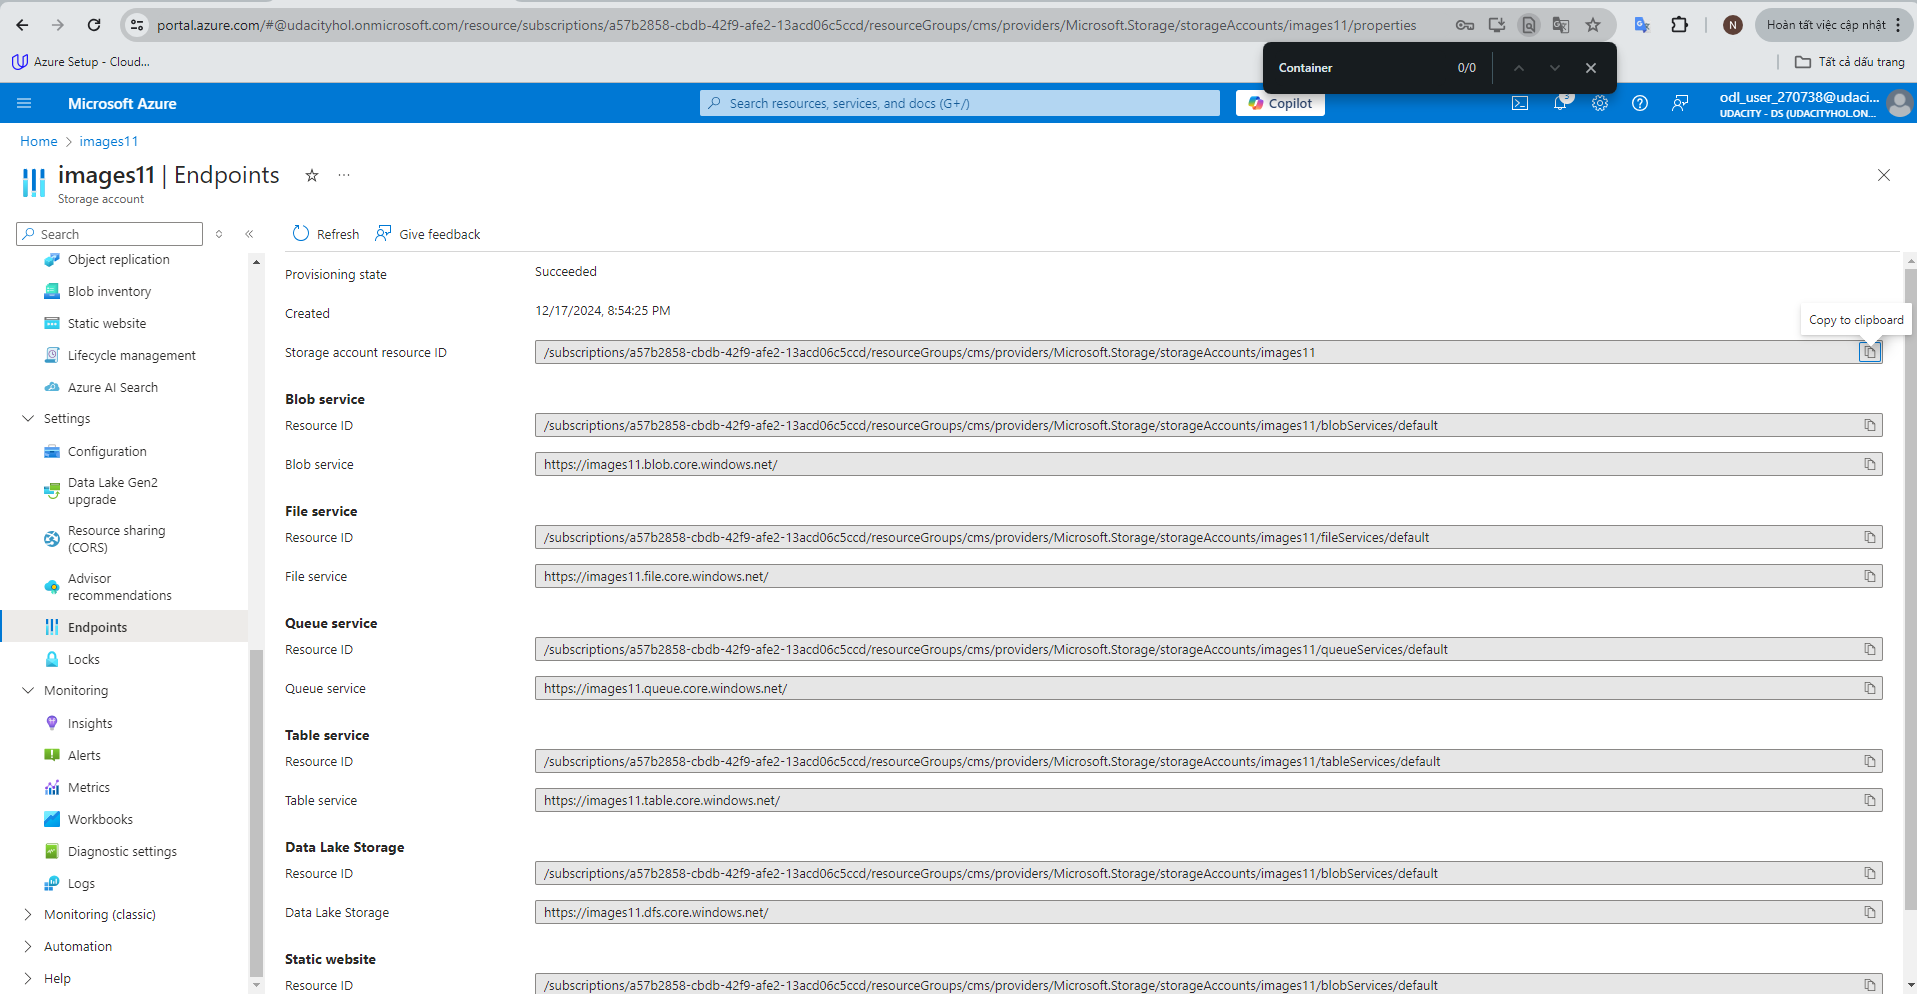 portal.azure.com/#@udacityhol.onmicrosoft.com/resource/subscriptions/a57b2858-cbdb-42f9-afe2-13acd06c5ccd/resourceGroups/cms/providers/Microsoft.Storage/storageAccounts/images11/properties
N
Hoàn tất việc cập nhật
Azure Setup - Cloud...
Container
0/0
Tất cả dấu trang
Microsoft Azure
Search resources, services, and docs (G+/)
Copilot
odl_user_270738@udaci...
UDACITY - DS (UDACITYHOL.ON...
Home > images11
images11 | Endpoints
Storage account
Search
Refresh
Give feedback
Object replication
Blob inventory
Static website
Lifecycle management
Azure AI Search
Settings
Configuration
Data Lake Gen2
upgrade
Resource sharing
(CORS)
Advisor
recommendations
Endpoints
Locks
Monitoring
Insights
Alerts
Metrics
Workbooks
Diagnostic settings
Logs
Monitoring (classic)
Automation
Help
Provisioning state
Succeeded
Created
12/17/2024, 8:54:25 PM
Copy to clipboard
Storage account resource ID
/subscriptions/a57b2858-cbdb-42f9-afe2-13acd06c5ccd/resourceGroups/cms/providers/Microsoft.Storage/storageAccounts/images11
Blob service
Resource ID
/subscriptions/a57b2858-cbdb-42f9-afe2-13acd06c5ccd/resourceGroups/cms/providers/Microsoft.Storage/storageAccounts/images11/blobServices/default
Blob service
https://images11.blob.core.windows.net/
File service
Resource ID
/subscriptions/a57b2858-cbdb-42f9-afe2-13acd06c5ccd/resourceGroups/cms/providers/Microsoft.Storage/storageAccounts/images11/fileServices/default
File service
https://images11.file.core.windows.net/
Queue service
Resource ID
/subscriptions/a57b2858-cbdb-42f9-afe2-13acd06c5ccd/resourceGroups/cms/providers/Microsoft.Storage/storageAccounts/images11/queueServices/default
Queue service
https://images11.queue.core.windows.net/
Table service
Resource ID
/subscriptions/a57b2858-cbdb-42f9-afe2-13acd06c5ccd/resourceGroups/cms/providers/Microsoft.Storage/storageAccounts/images11/tableServices/default
Table service
https://images11.table.core.windows.net/
Data Lake Storage
Resource ID
/subscriptions/a57b2858-cbdb-42f9-afe2-13acd06c5ccd/resourceGroups/cms/providers/Microsoft.Storage/storageAccounts/images11/blobServices/default
Data Lake Storage
https://images11.dfs.core.windows.net/
Static website
Resource ID
/subscriptions/a57b2858-cbdb-42f9-afe2-13acd06c5ccd/resourceGroups/cms/providers/Microsoft.Storage/storageAccounts/images11/blobServices/default